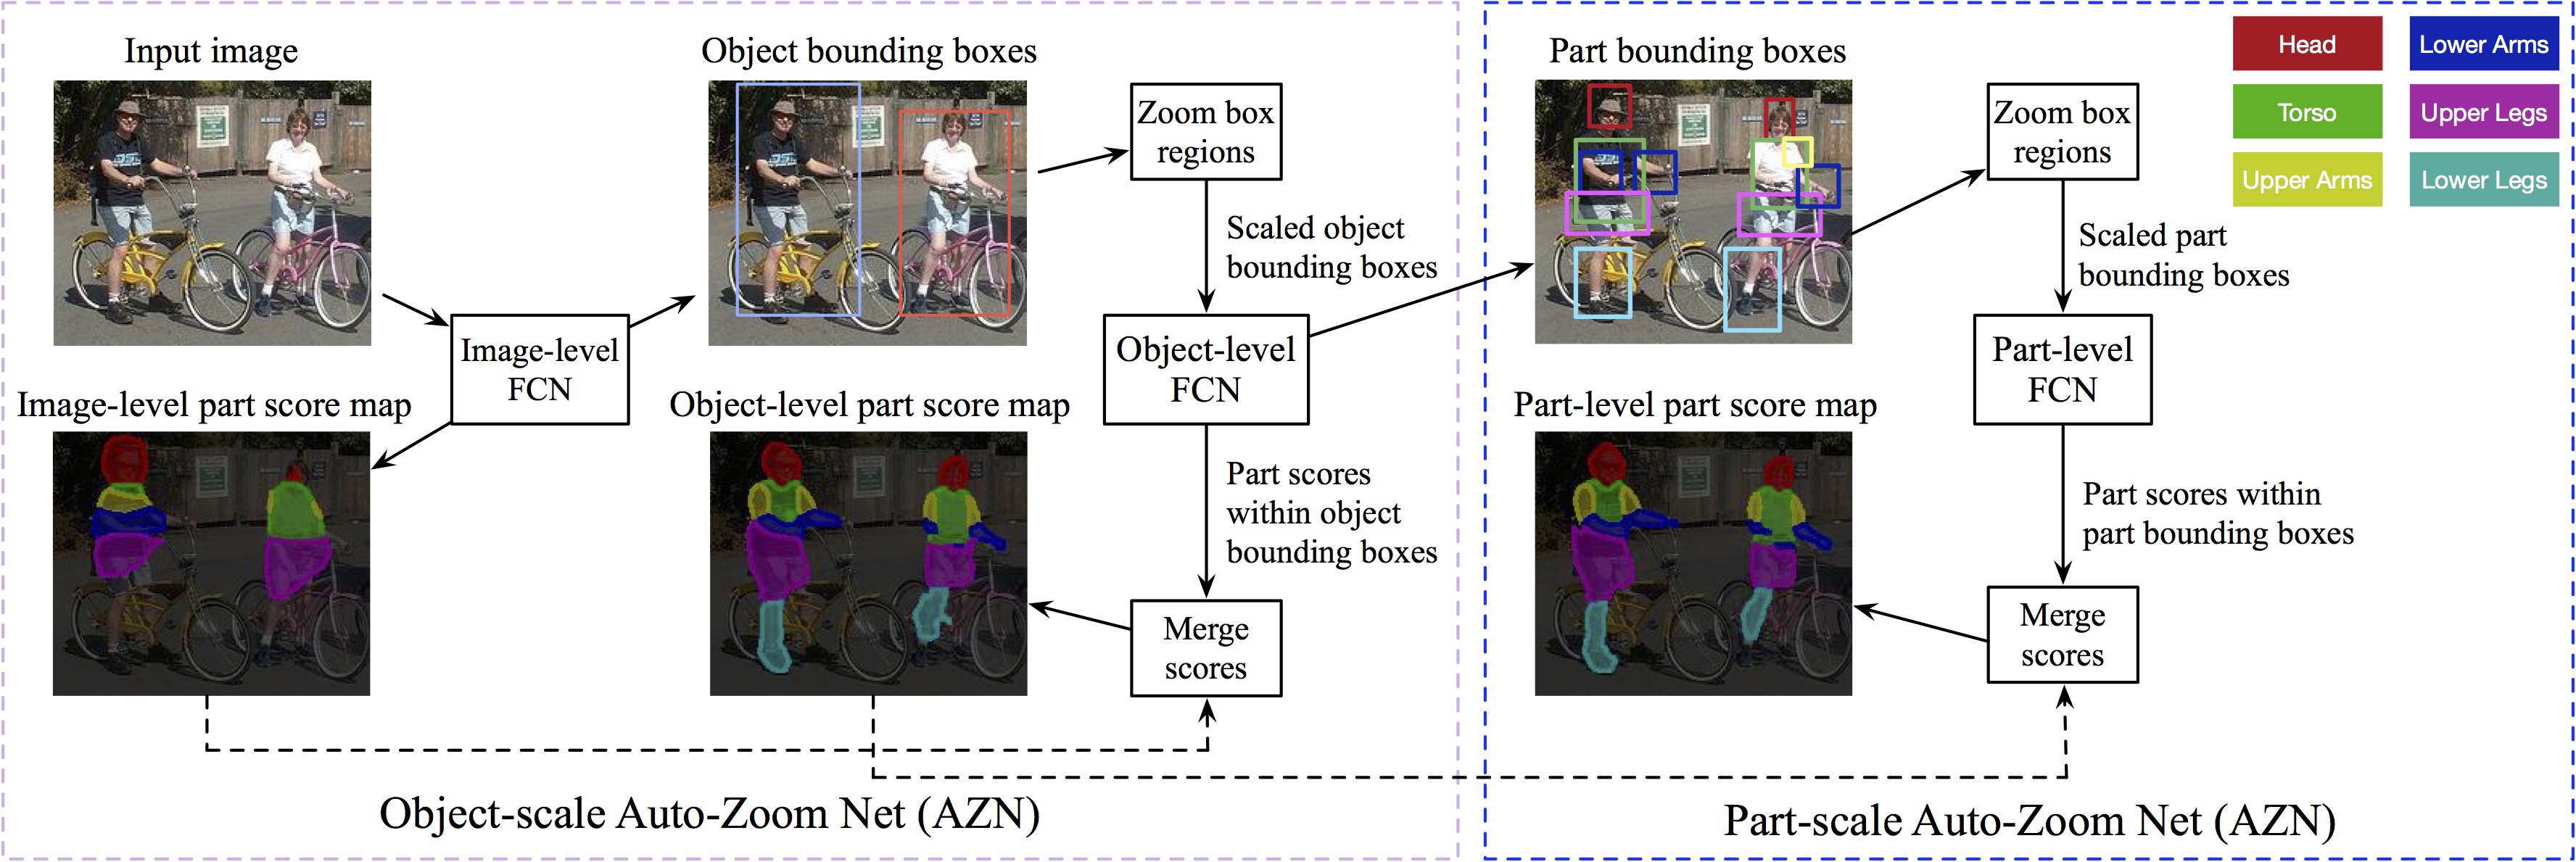 Input image
Object bounding boxes
Zoom box
regions
Scaled object
bounding boxes
Image-level
FCN
Object-level
FCN
Image-level part score map
Object-level part score map
Part scores
within object
bounding boxes
Merge
scores
Object-scale Auto-Zoom Net (AZN)
Part bounding boxes
Zoom box
regions
Head
Lower Arms
Torso
Upper Legs
Upper Arms
Lower Legs
Scaled part
bounding boxes
Part-level
FCN
Part-level part score map
Part scores within
part bounding boxes
Merge
scores
Part-scale Auto-Zoom Net (AZN)